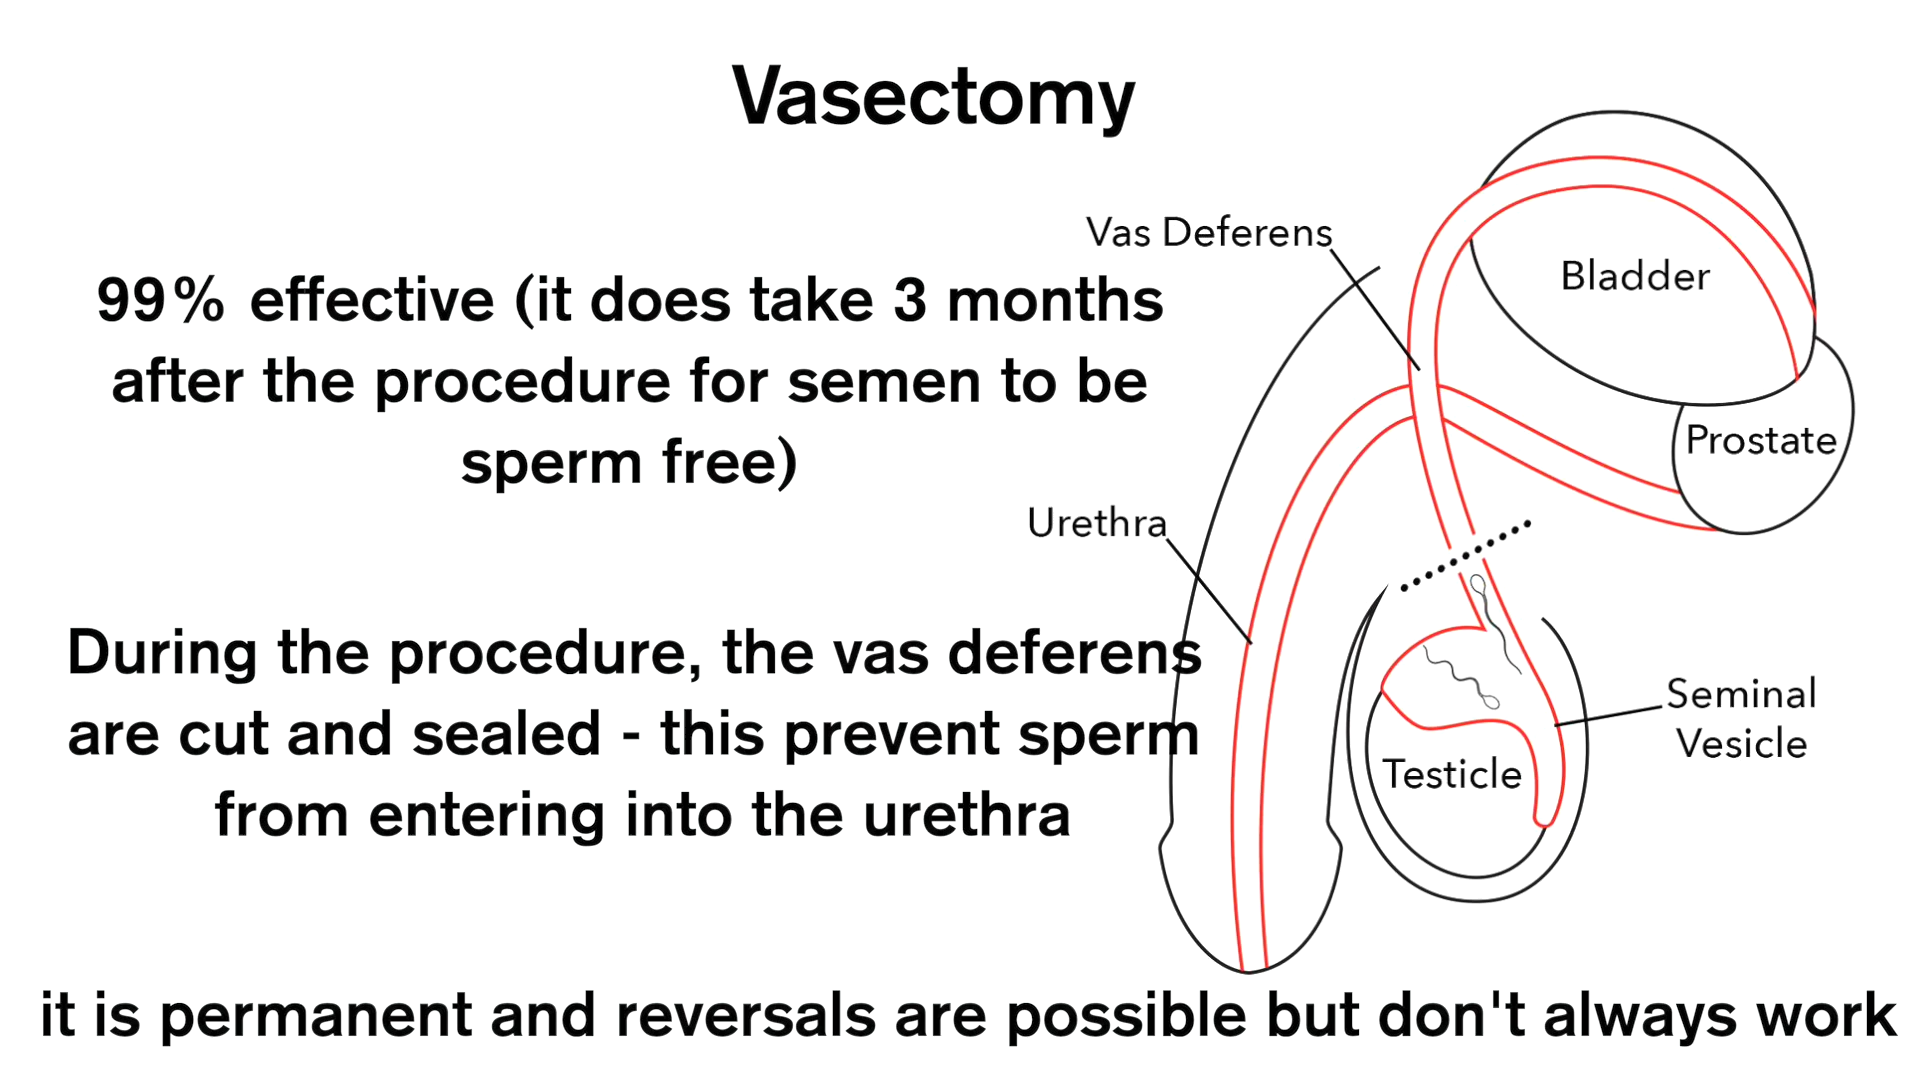 Vasectomy
99% effective (it does take 3 months
after the procedure for semen to be
sperm free)
During the procedure, the vas deferens
are cut and sealed - this prevent sperm
from entering into the urethra
it is permanent and reversals are possible but don't always work
Vas Deferens
Bladder
Prostate
Urethra
Seminal
Vesicle
Testicle